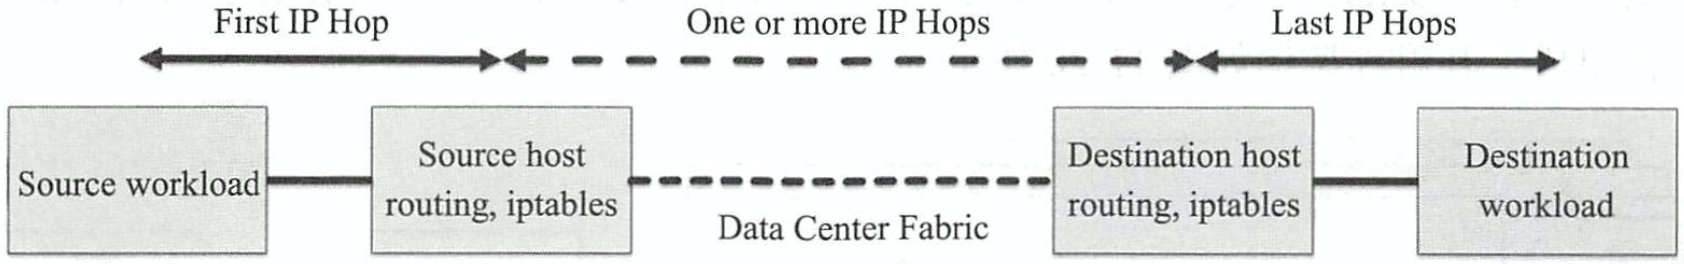 First IP Hop
One or more IP Hops
Last IP Hops
Source workload
Source host
routing, iptables
Data Center Fabric
Destination host
routing, iptables
Destination
workload